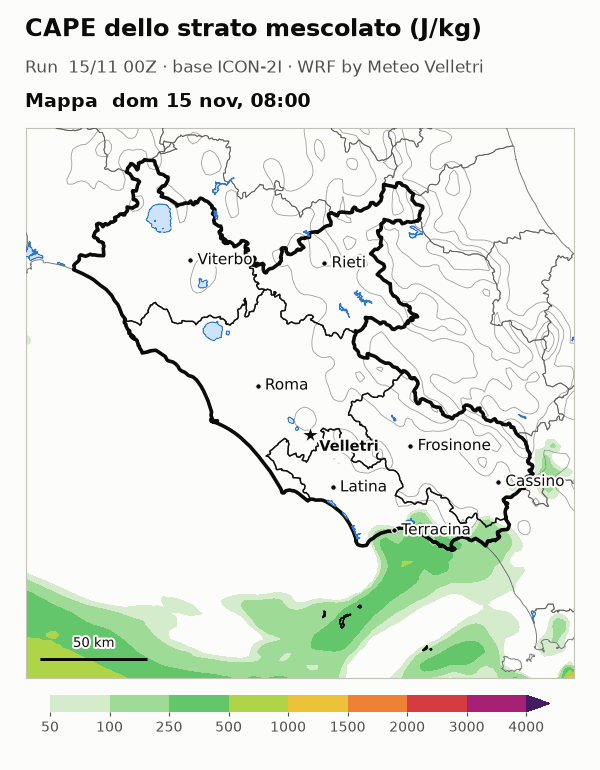 CAPE dello strato mescolato (J/kg)
Run  15/11 00Z · base ICON-2I · WRF by Meteo Velletri
Mappa  dom 15 nov, 08:00
Viterbo
Rieti
Roma
Velletri
Frosinone
Latina
Cassino
Terracina
50 km
50 100 250 500 1000 1500 2000 3000 4000